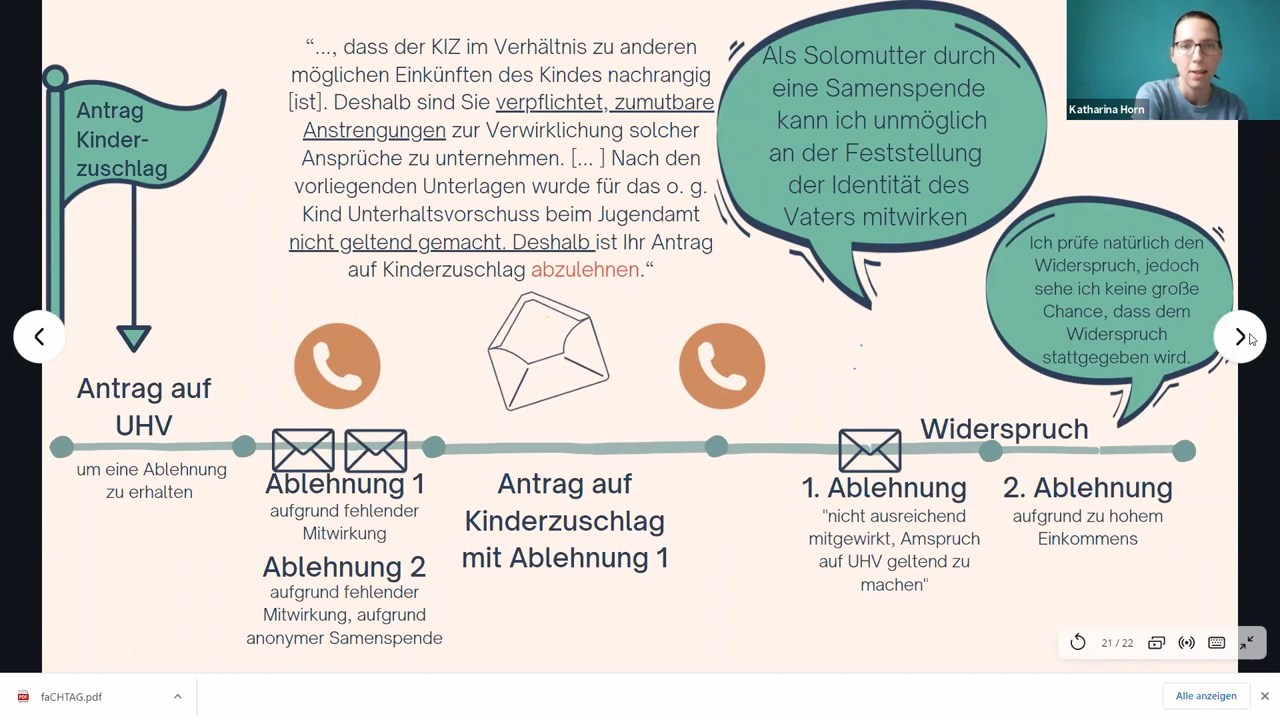 Antrag
Kinder-
zuschlag
“..., dass der KIZ im Verhältnis zu anderen
möglichen Einkünften des Kindes nachrangig
[ist]. Deshalb sind Sie verpflichtet, zumutbare
Anstrengungen zur Verwirklichung solcher
Ansprüche zu unternehmen. [... ] Nach den
vorliegenden Unterlagen wurde für das o. g.
Kind Unterhaltsvorschuss beim Jugendamt
nicht geltend gemacht. Deshalb ist Ihr Antrag
auf Kinderzuschlag abzulehnen.“
Als Solomutter durch
eine Samenspende
kann ich unmöglich
an der Feststellung
der Identität des
Vaters mitwirken
Katharina Horn
Ich prüfe natürlich den
Widerspruch, jedoch
sehe ich keine große
Chance, dass dem
Widerspruch
stattgegeben wird.
Antrag auf
UHV
um eine Ablehnung
zu erhalten
Ablehnung 1
aufgrund fehlender
Mitwirkung
Ablehnung 2
aufgrund fehlender
Mitwirkung, aufgrund
anonymer Samenspende
Antrag auf
Kinderzuschlag
mit Ablehnung 1
Widerspruch
1. Ablehnung
"nicht ausreichend
mitgewirkt, Amspruch
auf UHV geltend zu
machen"
2. Ablehnung
aufgrund zu hohem
Einkommens
21 / 22
PDF
faCHTAG.pdf
Alle anzeigen